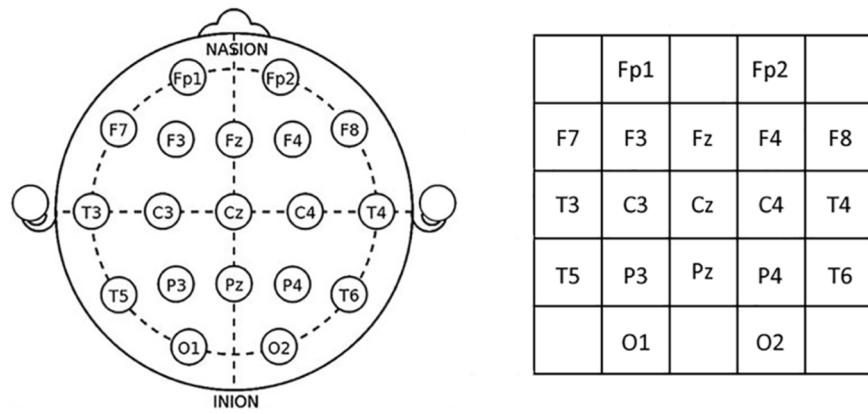 NASION
Fp1 Fp2
F7 F3 Fz F4 F8
T3 C3 Cz C4 T4
T5 P3 Pz P4 T6
O1 O2
INION
Fp1 Fp2
F7 F3 Fz F4 F8
T3 C3 Cz C4 T4
T5 P3 Pz P4 T6
O1 O2